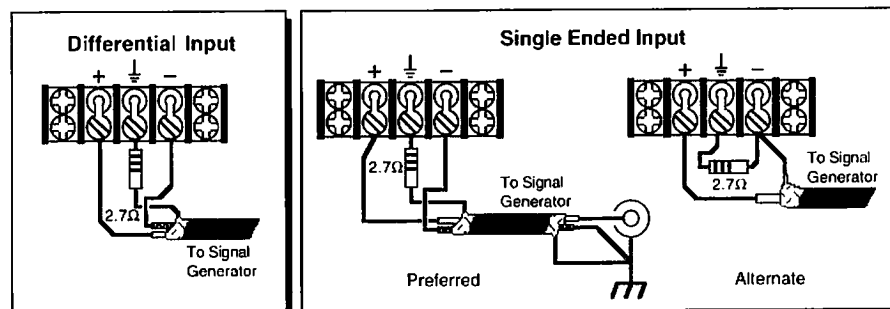 Differential Input
+ −
2.7Ω
To Signal
Generator
Single Ended Input
+ −
2.7Ω
To Signal
Generator
Preferred
+ −
2.7Ω
To Signal
Generator
Alternate